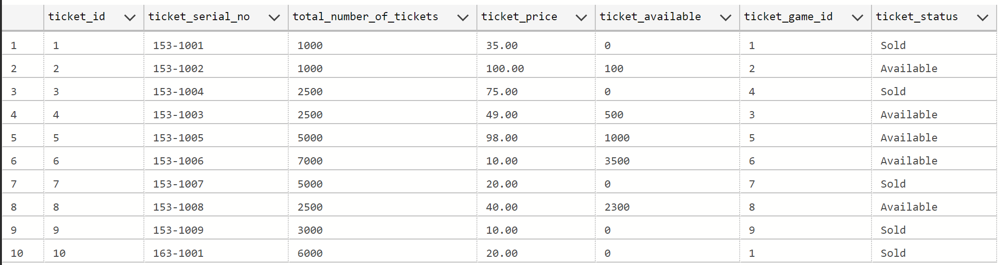 ticket_id ticket_serial_no total_number_of_tickets ticket_price ticket_available ticket_game_id ticket_status
1 1 153-1001 1000 35.00 0 1 Sold
2 2 153-1002 1000 100.00 100 2 Available
3 3 153-1004 2500 75.00 0 4 Sold
4 4 153-1003 2500 49.00 500 3 Available
5 5 153-1005 5000 98.00 1000 5 Available
6 6 153-1006 7000 10.00 3500 6 Available
7 7 153-1007 5000 20.00 0 7 Sold
8 8 153-1008 2500 40.00 2300 8 Available
9 9 153-1009 3000 10.00 0 9 Sold
10 10 163-1001 6000 20.00 0 1 Sold